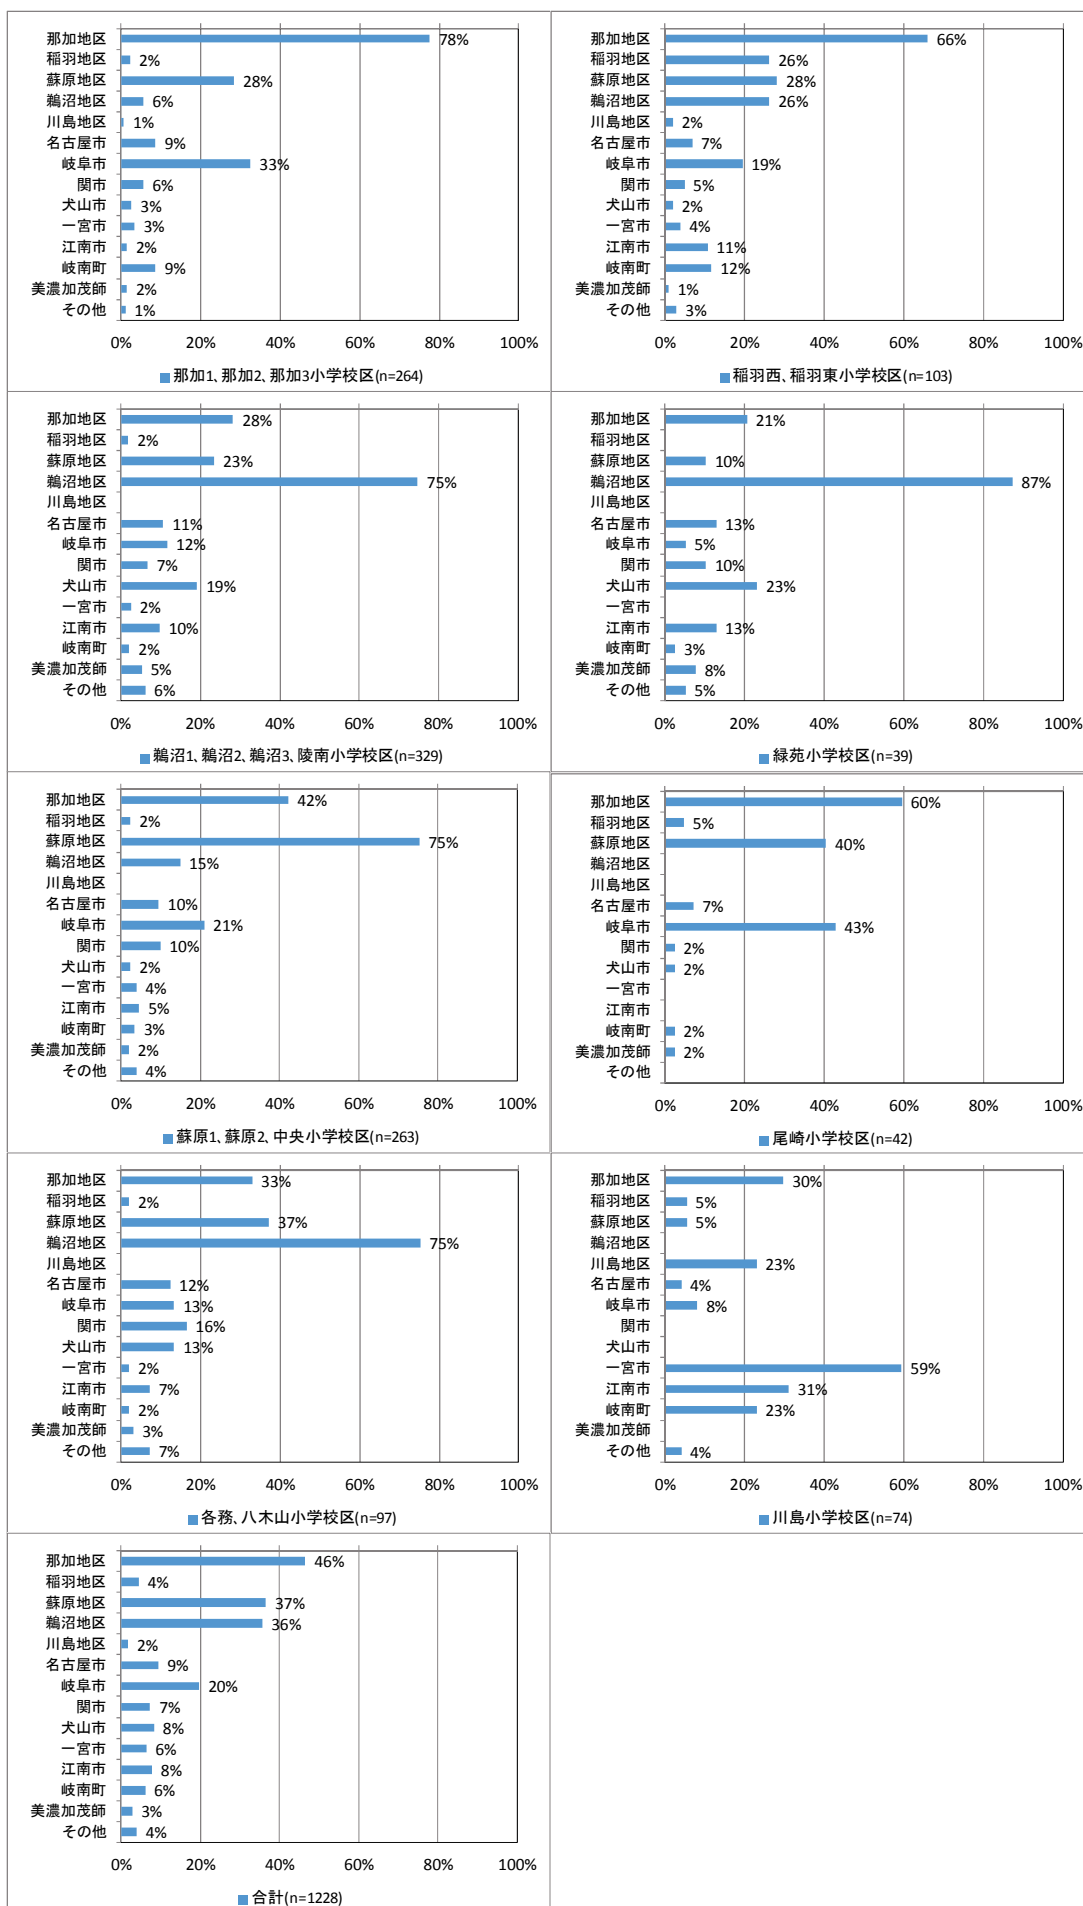 那加地区 78%
稲羽地区 2%
蘇原地区 28%
鵜沼地区 6%
川島地区 1%
名古屋市 9%
岐阜市 33%
関市 6%
犬山市 3%
一宮市 3%
江南市 2%
岐南町 9%
美濃加茂師 2%
その他 1%
0% 20% 40% 60% 80% 100%
那加1、那加2、那加3小学校区(n=264)
那加地区 66%
稲羽地区 26%
蘇原地区 28%
鵜沼地区 26%
川島地区 2%
名古屋市 7%
岐阜市 19%
関市 5%
犬山市 2%
一宮市 4%
江南市 11%
岐南町 12%
美濃加茂師 1%
その他 3%
0% 20% 40% 60% 80% 100%
稲羽西、稲羽東小学校区(n=103)
那加地区 28%
稲羽地区 2%
蘇原地区 23%
鵜沼地区 75%
川島地区
名古屋市 11%
岐阜市 12%
関市 7%
犬山市 19%
一宮市 2%
江南市 10%
岐南町 2%
美濃加茂師 5%
その他 6%
0% 20% 40% 60% 80% 100%
鵜沼1、鵜沼2、鵜沼3、陵南小学校区(n=329)
那加地区 21%
稲羽地区
蘇原地区 10%
鵜沼地区 87%
川島地区
名古屋市 13%
岐阜市 5%
関市 10%
犬山市 23%
一宮市
江南市 13%
岐南町 3%
美濃加茂師 8%
その他 5%
0% 20% 40% 60% 80% 100%
緑苑小学校区(n=39)
那加地区 42%
稲羽地区 2%
蘇原地区 75%
鵜沼地区 15%
川島地区
名古屋市 10%
岐阜市 21%
関市 10%
犬山市 2%
一宮市 4%
江南市 5%
岐南町 3%
美濃加茂師 2%
その他 4%
0% 20% 40% 60% 80% 100%
蘇原1、蘇原2、中央小学校区(n=263)
那加地区 60%
稲羽地区 5%
蘇原地区 40%
鵜沼地区
川島地区
名古屋市 7%
岐阜市 43%
関市 2%
犬山市 2%
一宮市
江南市
岐南町 2%
美濃加茂師 2%
その他
0% 20% 40% 60% 80% 100%
尾崎小学校区(n=42)
那加地区 33%
稲羽地区 2%
蘇原地区 37%
鵜沼地区 75%
川島地区
名古屋市 12%
岐阜市 13%
関市 16%
犬山市 13%
一宮市 2%
江南市 7%
岐南町 2%
美濃加茂師 3%
その他 7%
0% 20% 40% 60% 80% 100%
各務、八木山小学校区(n=97)
那加地区 30%
稲羽地区 5%
蘇原地区 5%
鵜沼地区
川島地区 23%
名古屋市 4%
岐阜市 8%
関市
犬山市
一宮市 59%
江南市 31%
岐南町 23%
美濃加茂師
その他 4%
0% 20% 40% 60% 80% 100%
川島小学校区(n=74)
那加地区 46%
稲羽地区 4%
蘇原地区 37%
鵜沼地区 36%
川島地区 2%
名古屋市 9%
岐阜市 20%
関市 7%
犬山市 8%
一宮市 6%
江南市 8%
岐南町 6%
美濃加茂師 3%
その他 4%
0% 20% 40% 60% 80% 100%
合計(n=1228)